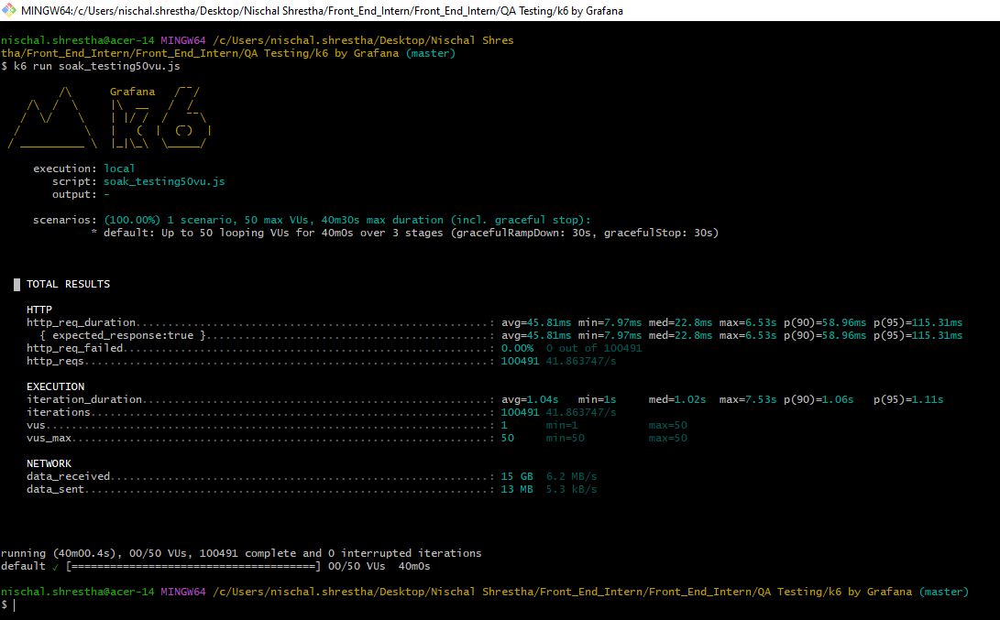 MINGW64:/c/Users/nischal.shrestha/Desktop/Nischal Shrestha/Front_End_Intern/Front_End_Intern/QA Testing/k6 by Grafana
nischal.shrestha@acer-14 MINGW64 /c/Users/nischal.shrestha/Desktop/Nischal Shres
tha/Front_End_Intern/Front_End_Intern/QA Testing/k6 by Grafana (master)
$ k6 run soak_testing50vu.js
Grafana
k6
execution: local
script: soak_testing50vu.js
output: -
scenarios: (100.00%) 1 scenario, 50 max VUs, 40m30s max duration (incl. graceful stop):
* default: Up to 50 looping VUs for 40m0s over 3 stages (gracefulRampDown: 30s, gracefulStop: 30s)
TOTAL RESULTS
HTTP
http_req_duration.......................................................: avg=45.81ms min=7.97ms med=22.8ms max=6.53s p(90)=58.96ms p(95)=115.31ms
{ expected_response:true }............................................: avg=45.81ms min=7.97ms med=22.8ms max=6.53s p(90)=58.96ms p(95)=115.31ms
http_req_failed.........................................................: 0.00% 0 out of 100491
http_reqs...............................................................: 100491 41.863747/s
EXECUTION
iteration_duration......................................................: avg=1.04s min=1s med=1.02s max=7.53s p(90)=1.06s p(95)=1.11s
iterations..............................................................: 100491 41.863747/s
vus.....................................................................: 1 min=1 max=50
vus_max.................................................................: 50 min=50 max=50
NETWORK
data_received...........................................................: 15 GB 6.2 MB/s
data_sent...............................................................: 13 MB 5.3 kB/s
running (40m00.4s), 00/50 VUs, 100491 complete and 0 interrupted iterations
default ✓ [======================================] 00/50 VUs 40m0s
nischal.shrestha@acer-14 MINGW64 /c/Users/nischal.shrestha/Desktop/Nischal Shrestha/Front_End_Intern/Front_End_Intern/QA Testing/k6 by Grafana (master)
$